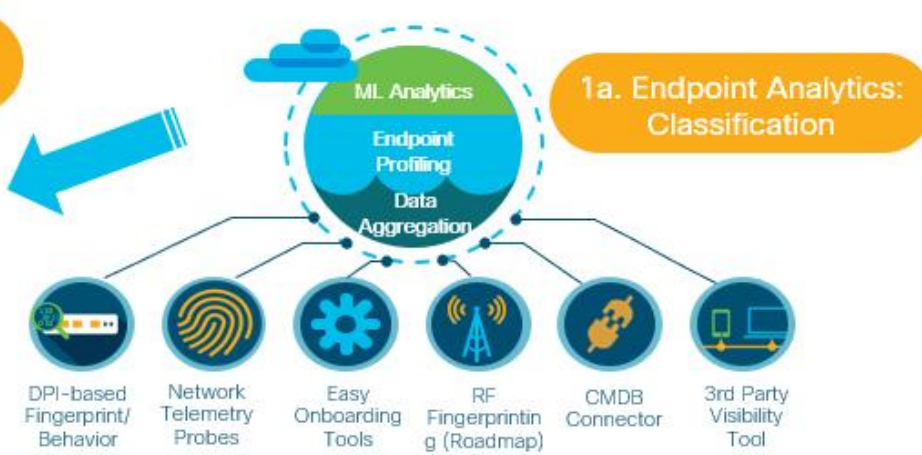 ML Analytics
1a. Endpoint Analytics:
Classification
Endpoint
Profiling
Data
Aggregation
DPI-based
Fingerprint/
Behavior
Network
Telemetry
Probes
Easy
Onboarding
Tools
RF
Fingerprintin
g (Roadmap)
CMDB
Connector
3rd Party
Visibility
Tool